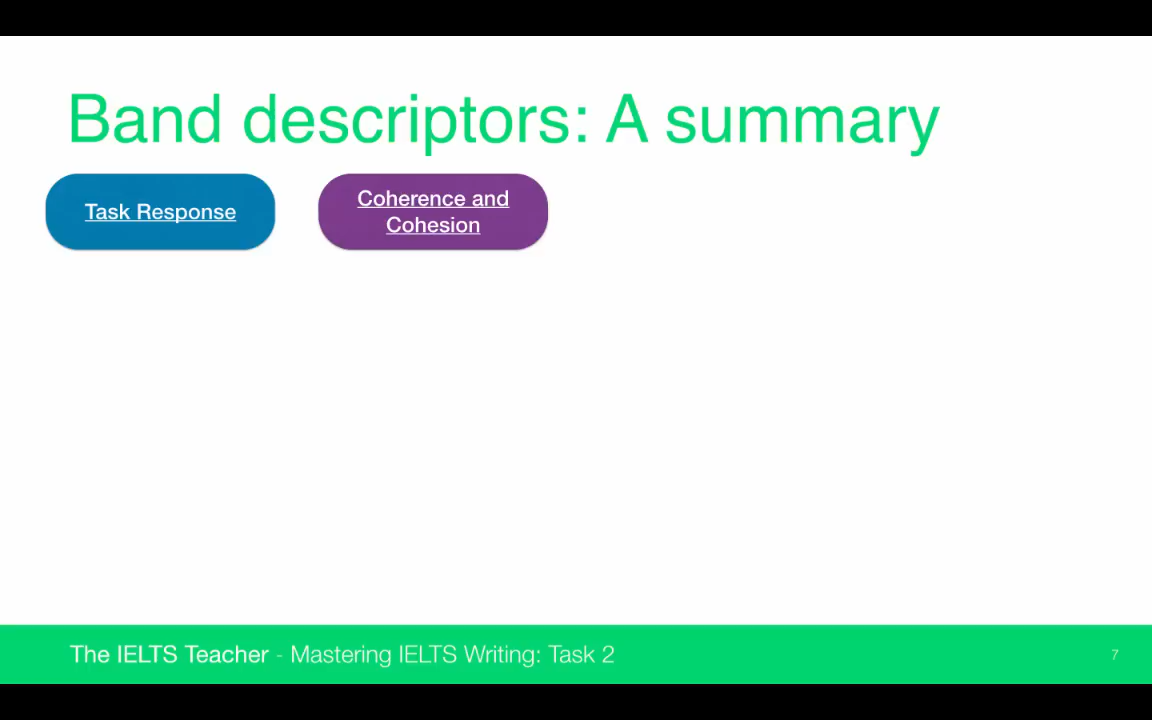 Band descriptors: A summary
Task Response
Coherence and
Cohesion
The IELTS Teacher - Mastering IELTS Writing: Task 2
7